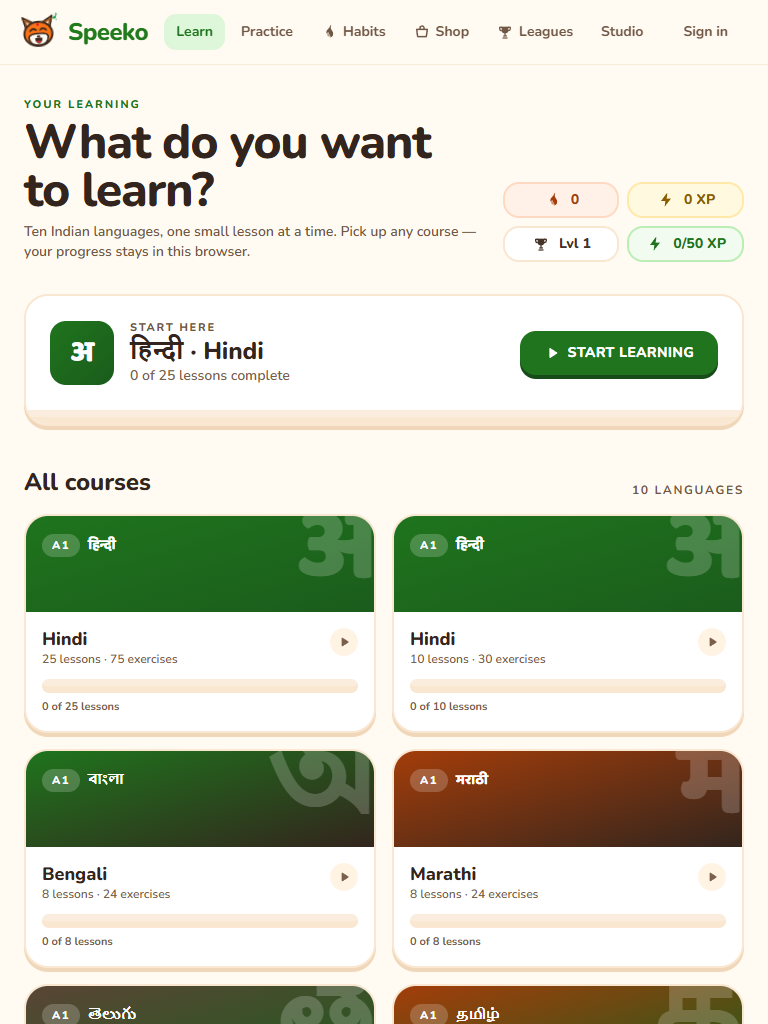 Speeko
Learn
Practice
Habits
Shop
Leagues
Studio
Sign in
YOUR LEARNING
What do you want
to learn?
Ten Indian languages, one small lesson at a time. Pick up any course —
your progress stays in this browser.
0
0 XP
Lvl 1
0/50 XP
अ
START HERE
हिन्दी · Hindi
0 of 25 lessons complete
START LEARNING
All courses
10 LANGUAGES
A1 हिन्दी
अ
Hindi
25 lessons · 75 exercises
0 of 25 lessons
A1 हिन्दी
अ
Hindi
10 lessons · 30 exercises
0 of 10 lessons
A1 বাংলা
অ
Bengali
8 lessons · 24 exercises
0 of 8 lessons
A1 मराठी
म
Marathi
8 lessons · 24 exercises
0 of 8 lessons
A1 తెలుగు
A1 தமிழ்